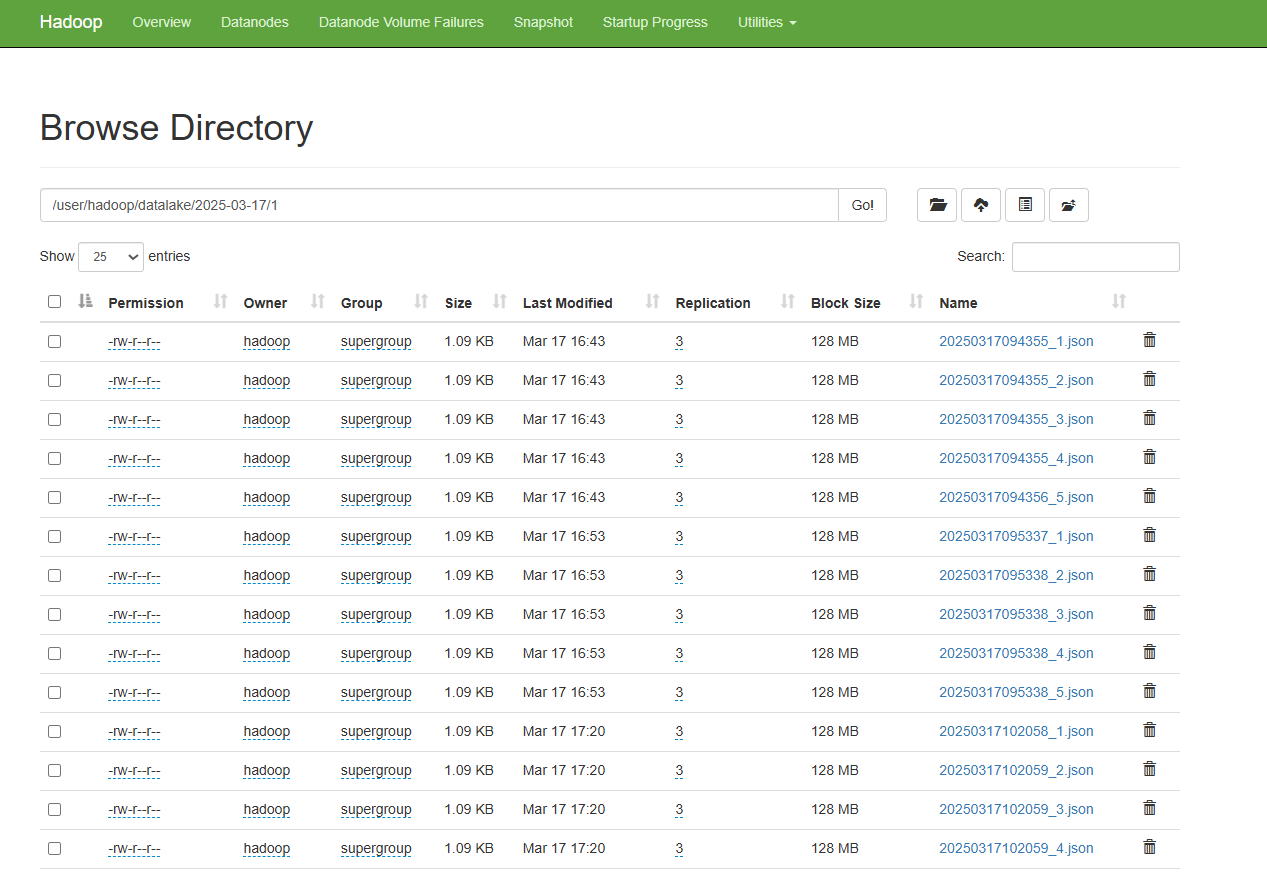 Hadoop Overview Datanodes Datanode Volume Failures Snapshot Startup Progress Utilities
Browse Directory
/user/hadoop/datalake/2025-03-17/1 Go!
Show 25 entries Search:
Permission Owner Group Size Last Modified Replication Block Size Name
-rw-r--r-- hadoop supergroup 1.09 KB Mar 17 16:43 3 128 MB 20250317094355_1.json
-rw-r--r-- hadoop supergroup 1.09 KB Mar 17 16:43 3 128 MB 20250317094355_2.json
-rw-r--r-- hadoop supergroup 1.09 KB Mar 17 16:43 3 128 MB 20250317094355_3.json
-rw-r--r-- hadoop supergroup 1.09 KB Mar 17 16:43 3 128 MB 20250317094355_4.json
-rw-r--r-- hadoop supergroup 1.09 KB Mar 17 16:43 3 128 MB 20250317094356_5.json
-rw-r--r-- hadoop supergroup 1.09 KB Mar 17 16:53 3 128 MB 20250317095337_1.json
-rw-r--r-- hadoop supergroup 1.09 KB Mar 17 16:53 3 128 MB 20250317095338_2.json
-rw-r--r-- hadoop supergroup 1.09 KB Mar 17 16:53 3 128 MB 20250317095338_3.json
-rw-r--r-- hadoop supergroup 1.09 KB Mar 17 16:53 3 128 MB 20250317095338_4.json
-rw-r--r-- hadoop supergroup 1.09 KB Mar 17 16:53 3 128 MB 20250317095338_5.json
-rw-r--r-- hadoop supergroup 1.09 KB Mar 17 17:20 3 128 MB 20250317102058_1.json
-rw-r--r-- hadoop supergroup 1.09 KB Mar 17 17:20 3 128 MB 20250317102059_2.json
-rw-r--r-- hadoop supergroup 1.09 KB Mar 17 17:20 3 128 MB 20250317102059_3.json
-rw-r--r-- hadoop supergroup 1.09 KB Mar 17 17:20 3 128 MB 20250317102059_4.json